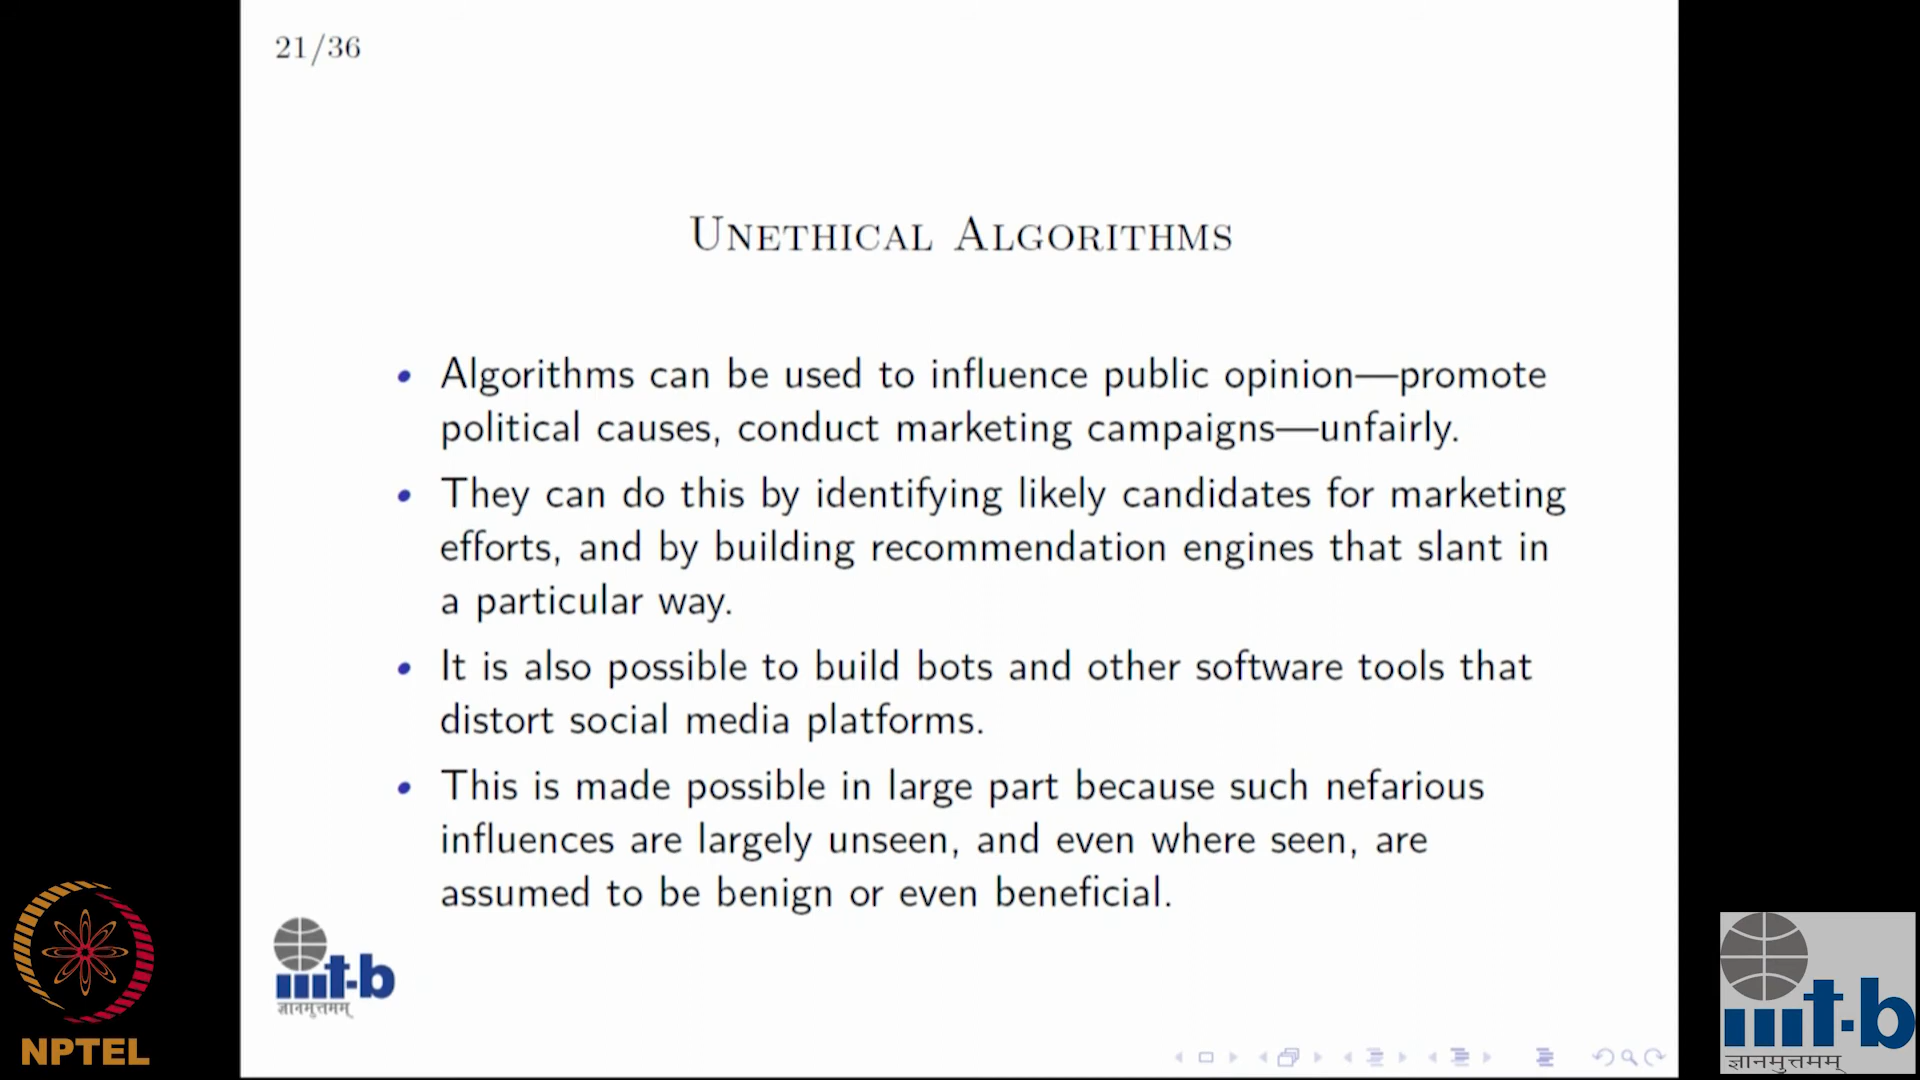 21/36
Unethical Algorithms
• Algorithms can be used to influence public opinion—promote
political causes, conduct marketing campaigns—unfairly.
• They can do this by identifying likely candidates for marketing
efforts, and by building recommendation engines that slant in
a particular way.
• It is also possible to build bots and other software tools that
distort social media platforms.
• This is made possible in large part because such nefarious
influences are largely unseen, and even where seen, are
assumed to be benign or even beneficial.
iiit-b
ज्ञानमुत्तमम्
NPTEL
iiit-b
ज्ञानमुत्तमम्